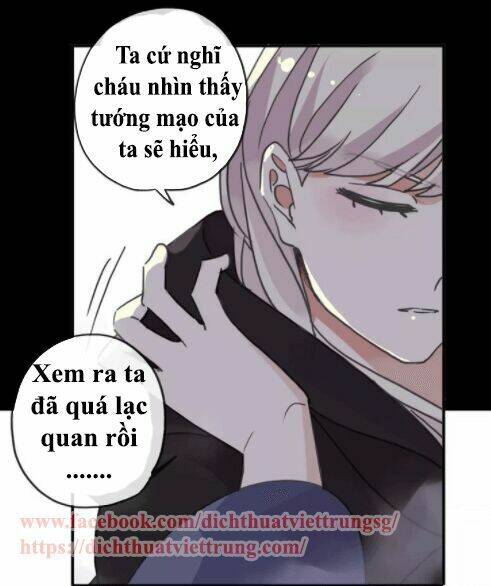 Ta cứ nghĩ
cháu nhìn thấy
tướng mạo của
ta sẽ hiểu,
Xem ra ta
đã quá lạc
quan rồi
.......
www.facebook.com/dichthuatviettrungsg/
https://dichthuatviettrung.com/